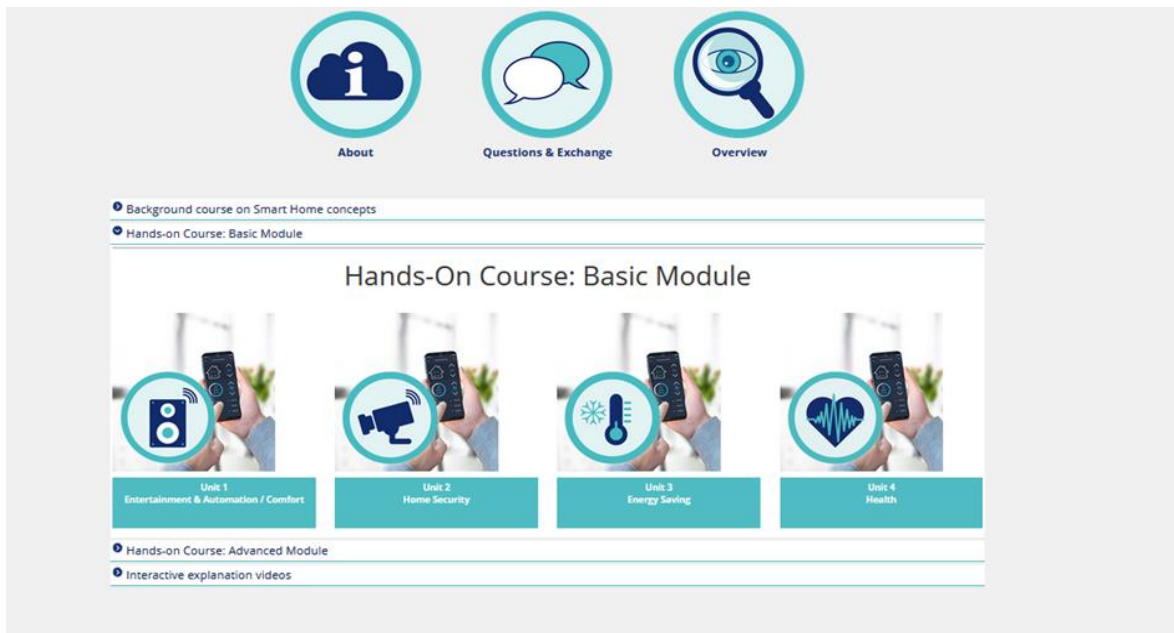 About
Questions & Exchange
Overview
Background course on Smart Home concepts
Hands-on Course: Basic Module
Hands-On Course: Basic Module
Unit 1
Entertainment & Automation / Comfort
Unit 2
Home Security
Unit 3
Energy Saving
Unit 4
Health
Hands-on Course: Advanced Module
Interactive explanation videos